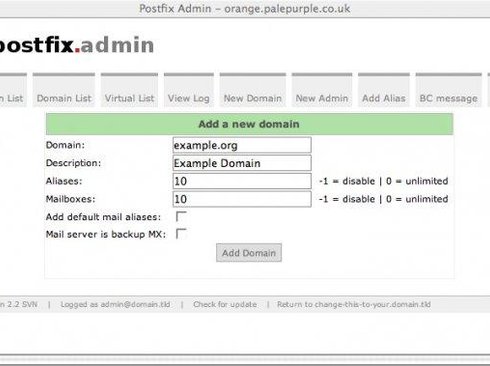 Postfix Admin – orange.palepurple.co.uk
postfix.admin
n List Domain List Virtual List View Log New Domain New Admin Add Alias BC message
Add a new domain
Domain: example.org
Description: Example Domain
Aliases: 10 -1 = disable | 0 = unlimited
Mailboxes: 10 -1 = disable | 0 = unlimited
Add default mail aliases:
Mail server is backup MX:
Add Domain
n 2.2 SVN | Logged as admin@domain.tld | Check for update | Return to change-this-to-your.domain.tld